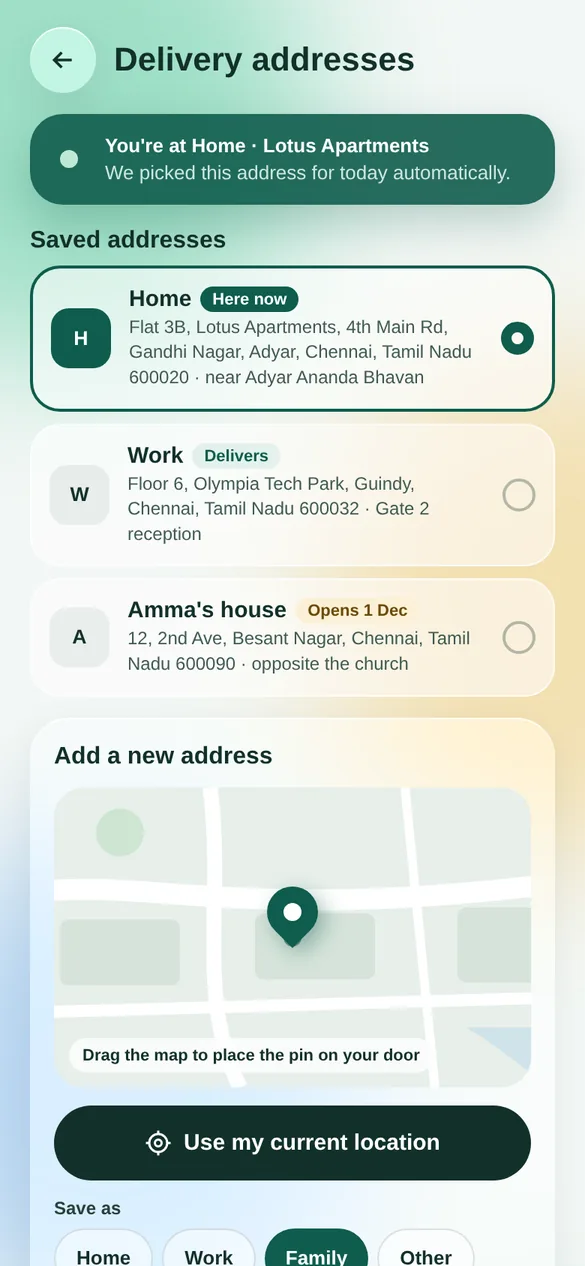 Delivery addresses
You're at Home · Lotus Apartments
We picked this address for today automatically.
Saved addresses
H
Home Here now
Flat 3B, Lotus Apartments, 4th Main Rd,
Gandhi Nagar, Adyar, Chennai, Tamil Nadu
600020 · near Adyar Ananda Bhavan
W
Work Delivers
Floor 6, Olympia Tech Park, Guindy,
Chennai, Tamil Nadu 600032 · Gate 2
reception
A
Amma's house Opens 1 Dec
12, 2nd Ave, Besant Nagar, Chennai, Tamil
Nadu 600090 · opposite the church
Add a new address
Drag the map to place the pin on your door
Use my current location
Save as
Home Work Family Other